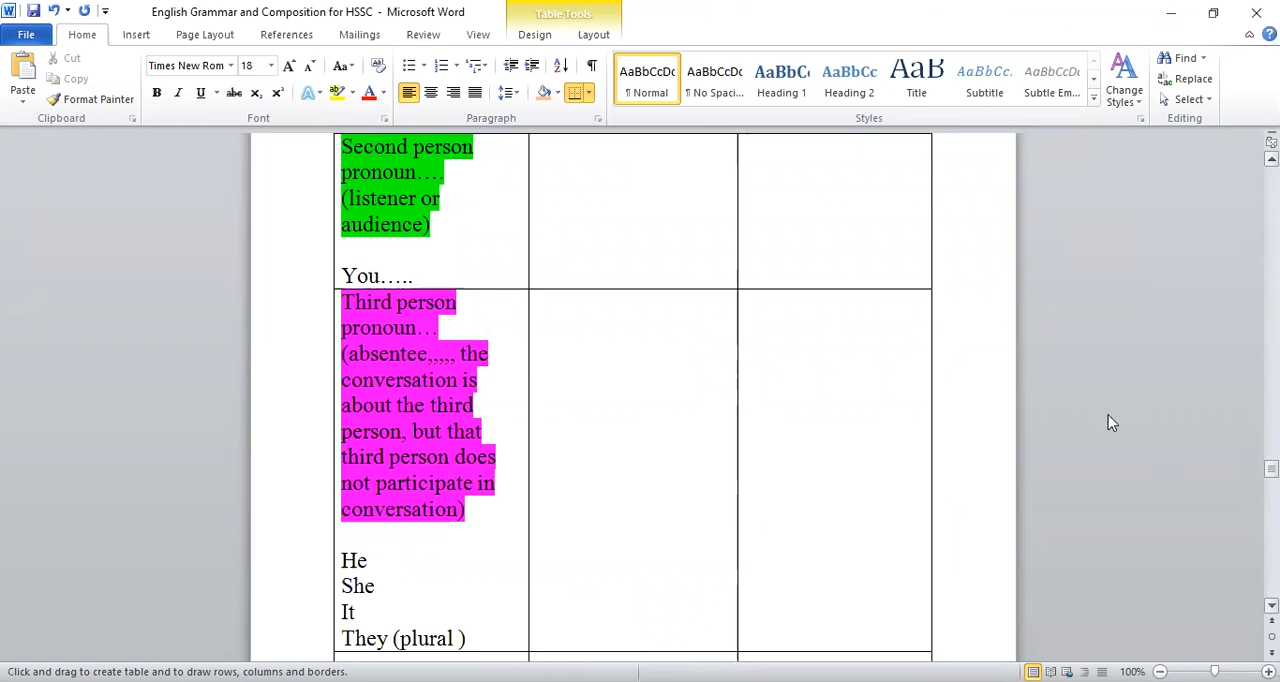 English Grammar and Composition for HSSC - Microsoft Word
Table Tools
File Home Insert Page Layout References Mailings Review View Design Layout
Paste
Cut
Copy
Format Painter
Clipboard
Times New Rom 18
Font
Paragraph
AaBbCcDc AaBbCcDc AaBbC AaBbCc AaB AaBbCc. AaBbCcDc
¶ Normal ¶ No Spaci... Heading 1 Heading 2 Title Subtitle Subtle Em...
Change
Styles
Styles
Find
Replace
Select
Editing
Second person
pronoun….
(listener or
audience)
You…..
Third person
pronoun…
(absentee,,,,, the
conversation is
about the third
person, but that
third person does
not participate in
conversation)
He
She
It
They (plural )
Click and drag to create table and to draw rows, columns and borders.
100%